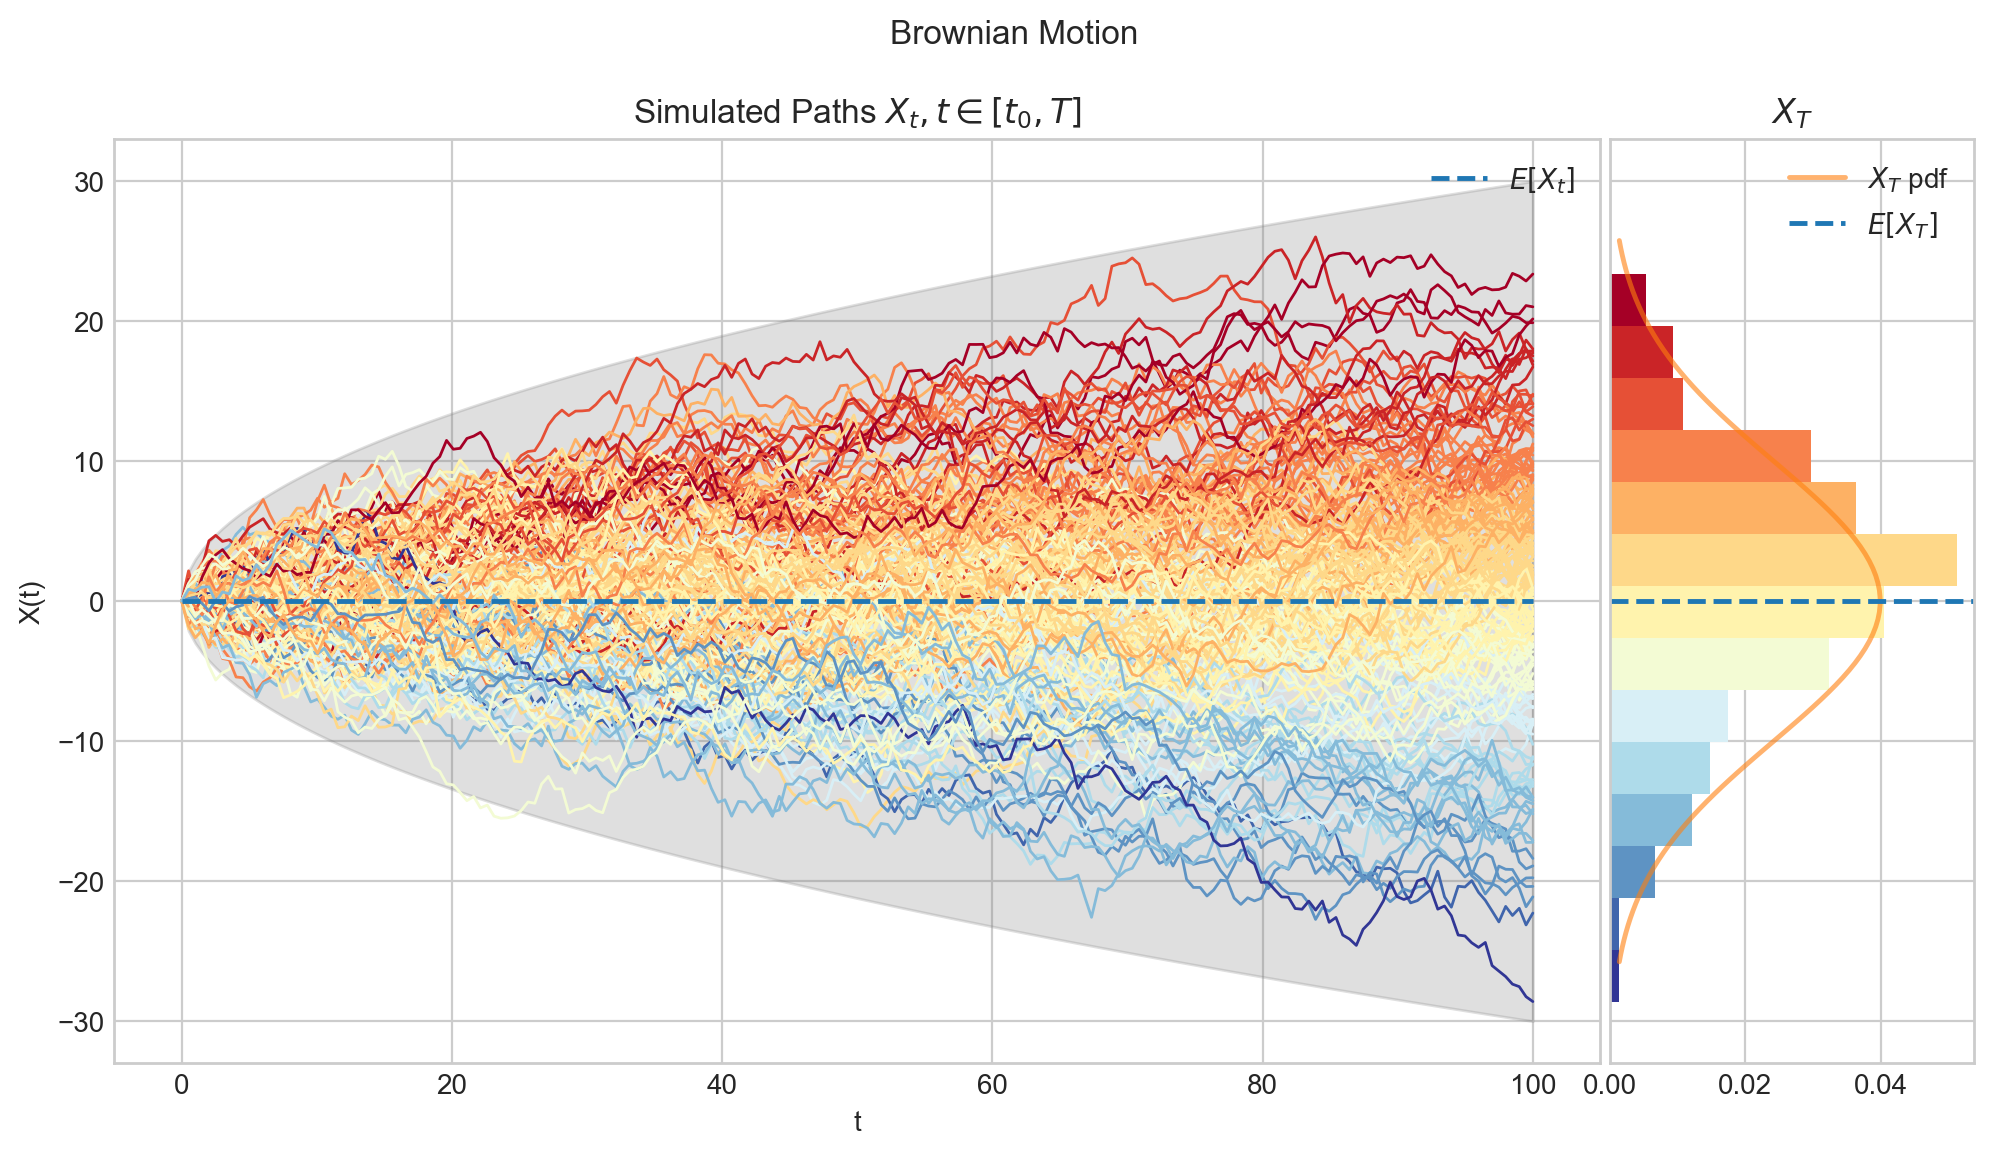 Brownian Motion
Simulated Paths $X_t, t \in [t_0, T]$
$X_T$
X(t)
30
20
10
0
−10
−20
−30
$E[X_t]$
$X_T$ pdf
$E[X_T]$
0 20 40 60 80 100
0.00 0.02 0.04
t